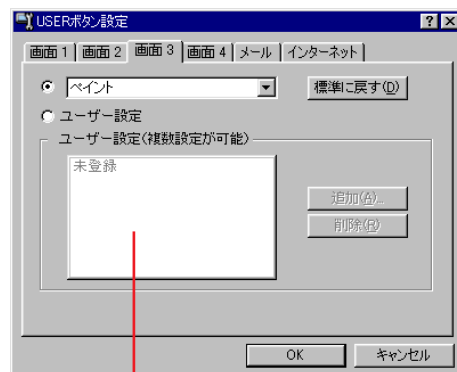 USERボタン設定
画面 1 画面 2 画面 3 画面 4 メール インターネット
ペイント 標準に戻す(D)
ユーザー設定
ユーザー設定(複数設定が可能)
未登録
追加(A)...
削除(R)
OK キャンセル